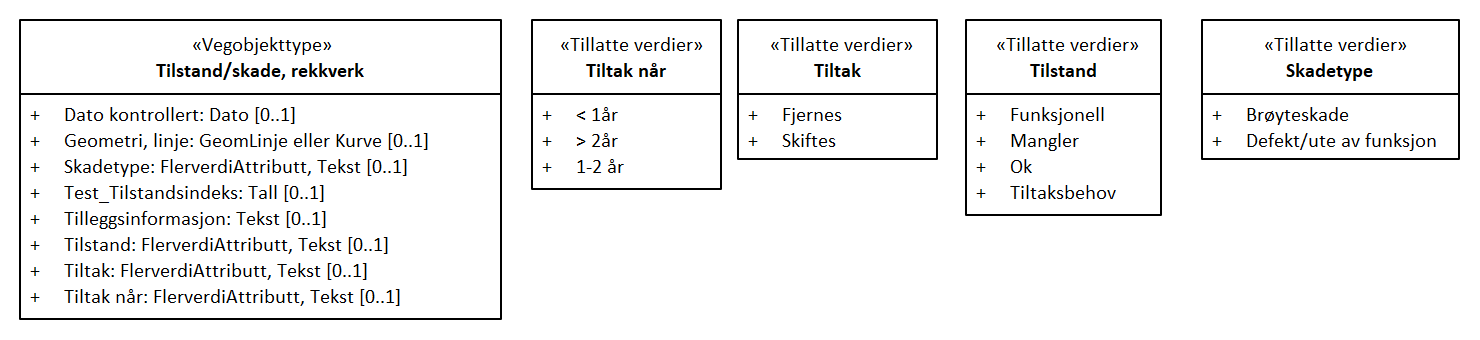 «Vegobjekttype»
Tilstand/skade, rekkverk
+ Dato kontrollert: Dato [0..1]
+ Geometri, linje: GeomLinje eller Kurve [0..1]
+ Skadetype: FlerverdiAttributt, Tekst [0..1]
+ Test_Tilstandsindeks: Tall [0..1]
+ Tilleggsinformasjon: Tekst [0..1]
+ Tilstand: FlerverdiAttributt, Tekst [0..1]
+ Tiltak: FlerverdiAttributt, Tekst [0..1]
+ Tiltak når: FlerverdiAttributt, Tekst [0..1]
«Tillatte verdier»
Tiltak når
+ < 1år
+ > 2år
+ 1-2 år
«Tillatte verdier»
Tiltak
+ Fjernes
+ Skiftes
«Tillatte verdier»
Tilstand
+ Funksjonell
+ Mangler
+ Ok
+ Tiltaksbehov
«Tillatte verdier»
Skadetype
+ Brøyteskade
+ Defekt/ute av funksjon